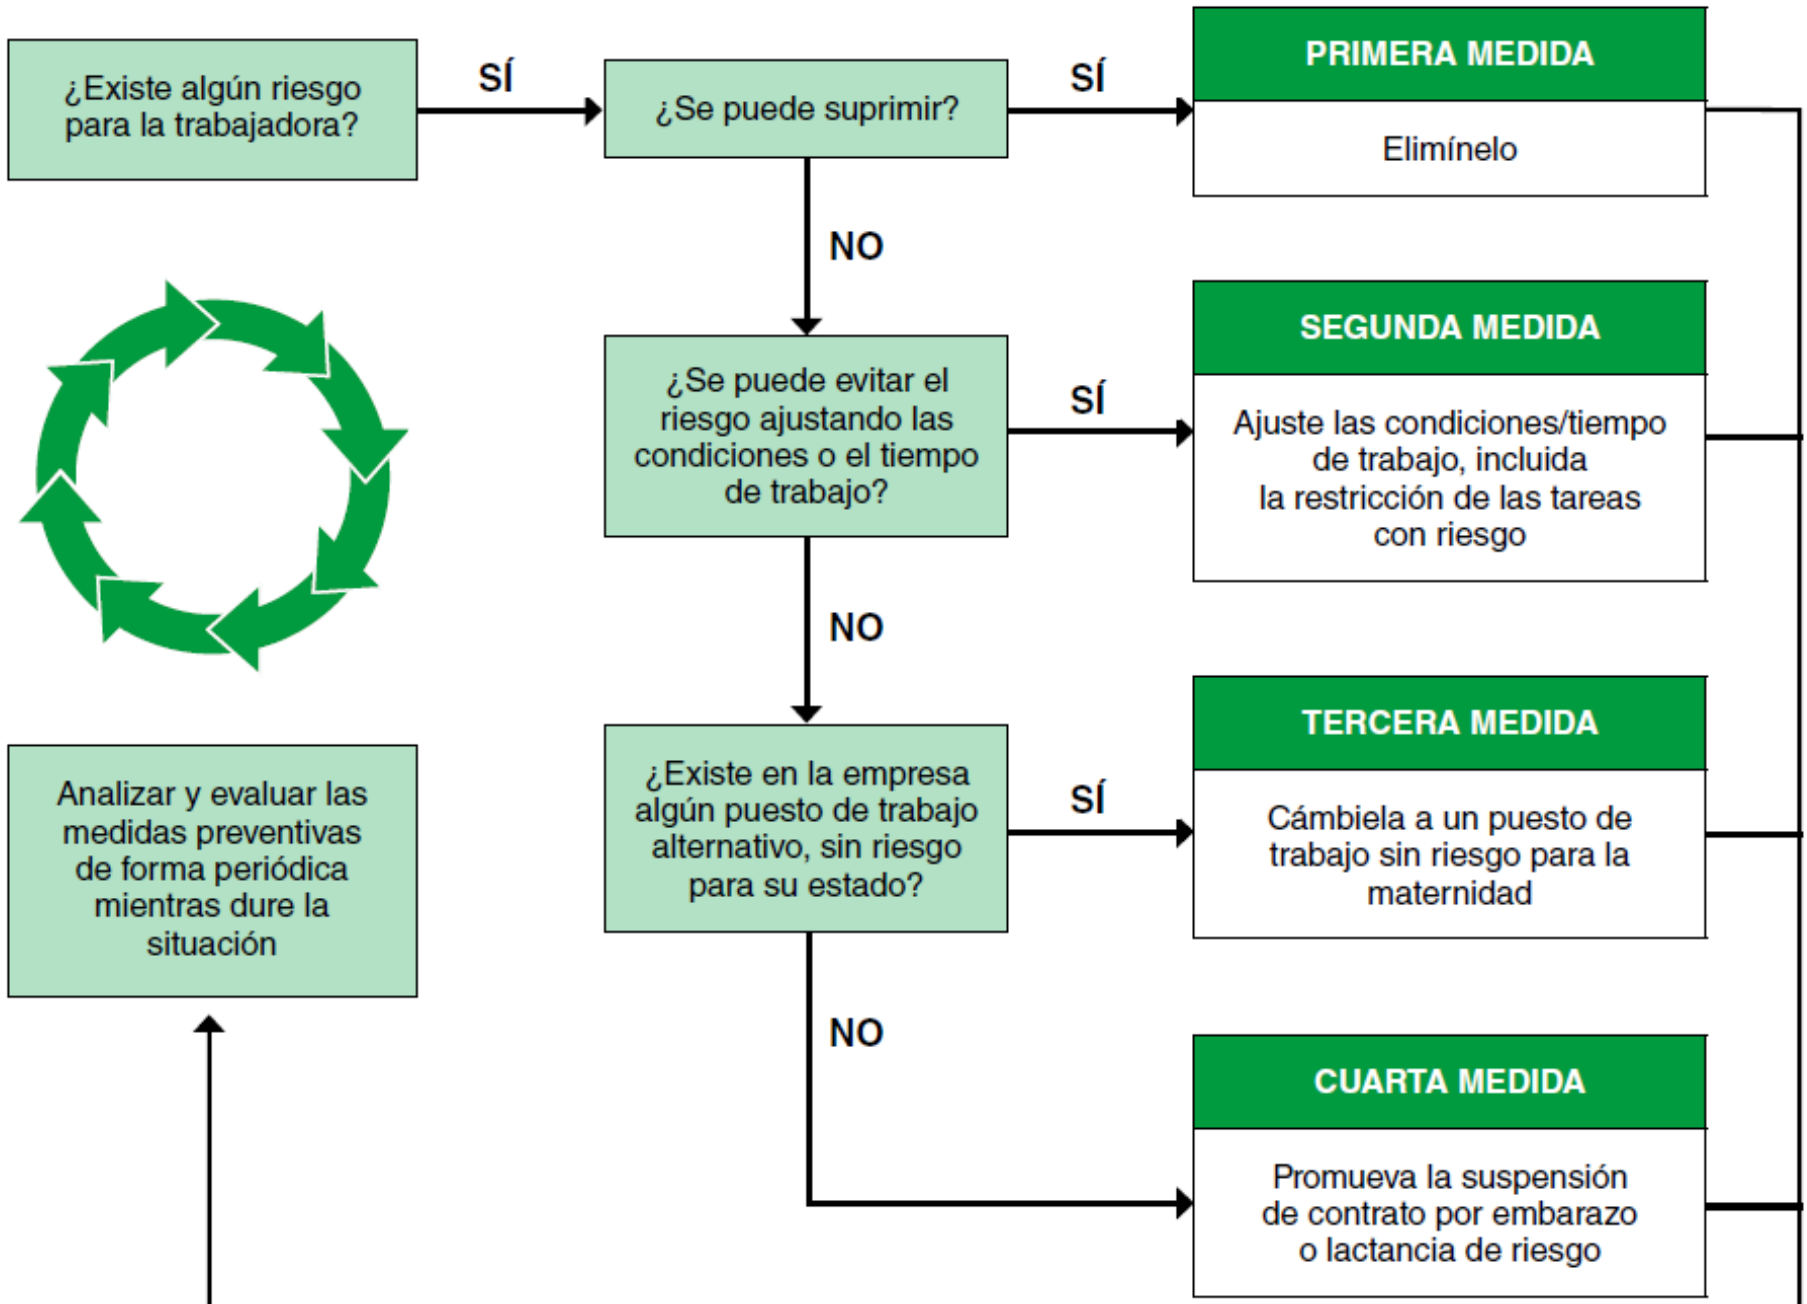 ¿Existe algún riesgo
para la trabajadora?
SÍ
¿Se puede suprimir?
SÍ
PRIMERA MEDIDA
Elimínelo
NO
¿Se puede evitar el
riesgo ajustando las
condiciones o el tiempo
de trabajo?
SÍ
SEGUNDA MEDIDA
Ajuste las condiciones/tiempo
de trabajo, incluida
la restricción de las tareas
con riesgo
NO
¿Existe en la empresa
algún puesto de trabajo
alternativo, sin riesgo
para su estado?
SÍ
TERCERA MEDIDA
Cámbiela a un puesto de
trabajo sin riesgo para la
maternidad
NO
CUARTA MEDIDA
Promueva la suspensión
de contrato por embarazo
o lactancia de riesgo
Analizar y evaluar las
medidas preventivas
de forma periódica
mientras dure la
situación